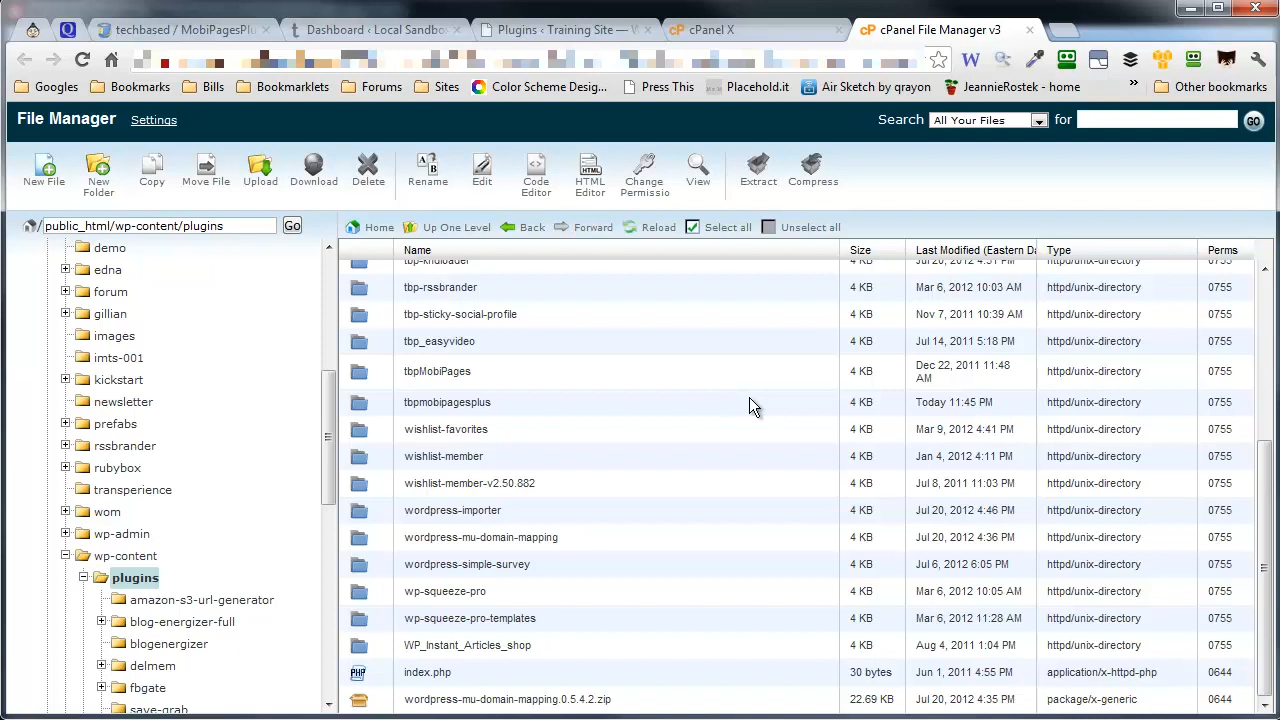 techbased / MobiPagesPlu
Dashboard ‹ Local Sandbo
Plugins ‹ Training Site — W
cPanel X
cPanel File Manager v3
Googles
Bookmarks
Bills
Bookmarklets
Forums
Sites
Color Scheme Desig...
Press This
Placehold.it
Air Sketch by qrayon
JeannieRostek - home
»
Other bookmarks
File Manager
Settings
Search
All Your Files
for
GO
New File
New Folder
Copy
Move File
Upload
Download
Delete
Rename
Edit
Code Editor
HTML Editor
Change Permissio
View
Extract
Compress
/ public_html/wp-content/plugins
Go
Home
Up One Level
Back
Forward
Reload
Select all
Unselect all
demo
edna
forum
gillian
images
imts-001
kickstart
newsletter
prefabs
rssbrander
rubybox
transperience
wom
wp-admin
wp-content
plugins
amazon-s3-url-generator
blog-energizer-full
blogenergizer
delmem
fbgate
save-grab
Name Size Last Modified (Eastern Da Type Perms
4 KB Jul 20, 2012 4:51 PM httpd/unix-directory 0755
tbp-rssbrander 4 KB Mar 6, 2012 10:03 AM httpd/unix-directory 0755
tbp-sticky-social-profile 4 KB Nov 7, 2011 10:39 AM httpd/unix-directory 0755
tbp_easyvideo 4 KB Jul 14, 2011 5:18 PM httpd/unix-directory 0755
tbpMobiPages 4 KB Dec 22, 2011 11:48 AM httpd/unix-directory 0755
tbpmobipagesplus 4 KB Today 11:45 PM httpd/unix-directory 0755
wishlist-favorites 4 KB Mar 9, 2012 4:41 PM httpd/unix-directory 0755
wishlist-member 4 KB Jan 4, 2012 4:11 PM httpd/unix-directory 0755
wishlist-member-v2.50.882 4 KB Jul 8, 2011 11:03 PM httpd/unix-directory 0755
wordpress-importer 4 KB Jul 20, 2012 4:46 PM httpd/unix-directory 0755
wordpress-mu-domain-mapping 4 KB Jul 20, 2012 4:36 PM httpd/unix-directory 0755
wordpress-simple-survey 4 KB Jul 6, 2012 6:05 PM httpd/unix-directory 0755
wp-squeeze-pro 4 KB Mar 6, 2012 10:05 AM httpd/unix-directory 0755
wp-squeeze-pro-templates 4 KB Mar 6, 2012 11:28 AM httpd/unix-directory 0755
WP_Instant_Articles_shop 4 KB Aug 4, 2011 1:04 PM httpd/unix-directory 0755
index.php 30 bytes Jun 1, 2011 4:55 PM application/x-httpd-php 0644
wordpress-mu-domain-mapping.0.5.4.2.zip 22.69 KB Jul 20, 2012 4:35 PM package/x-generic 0644